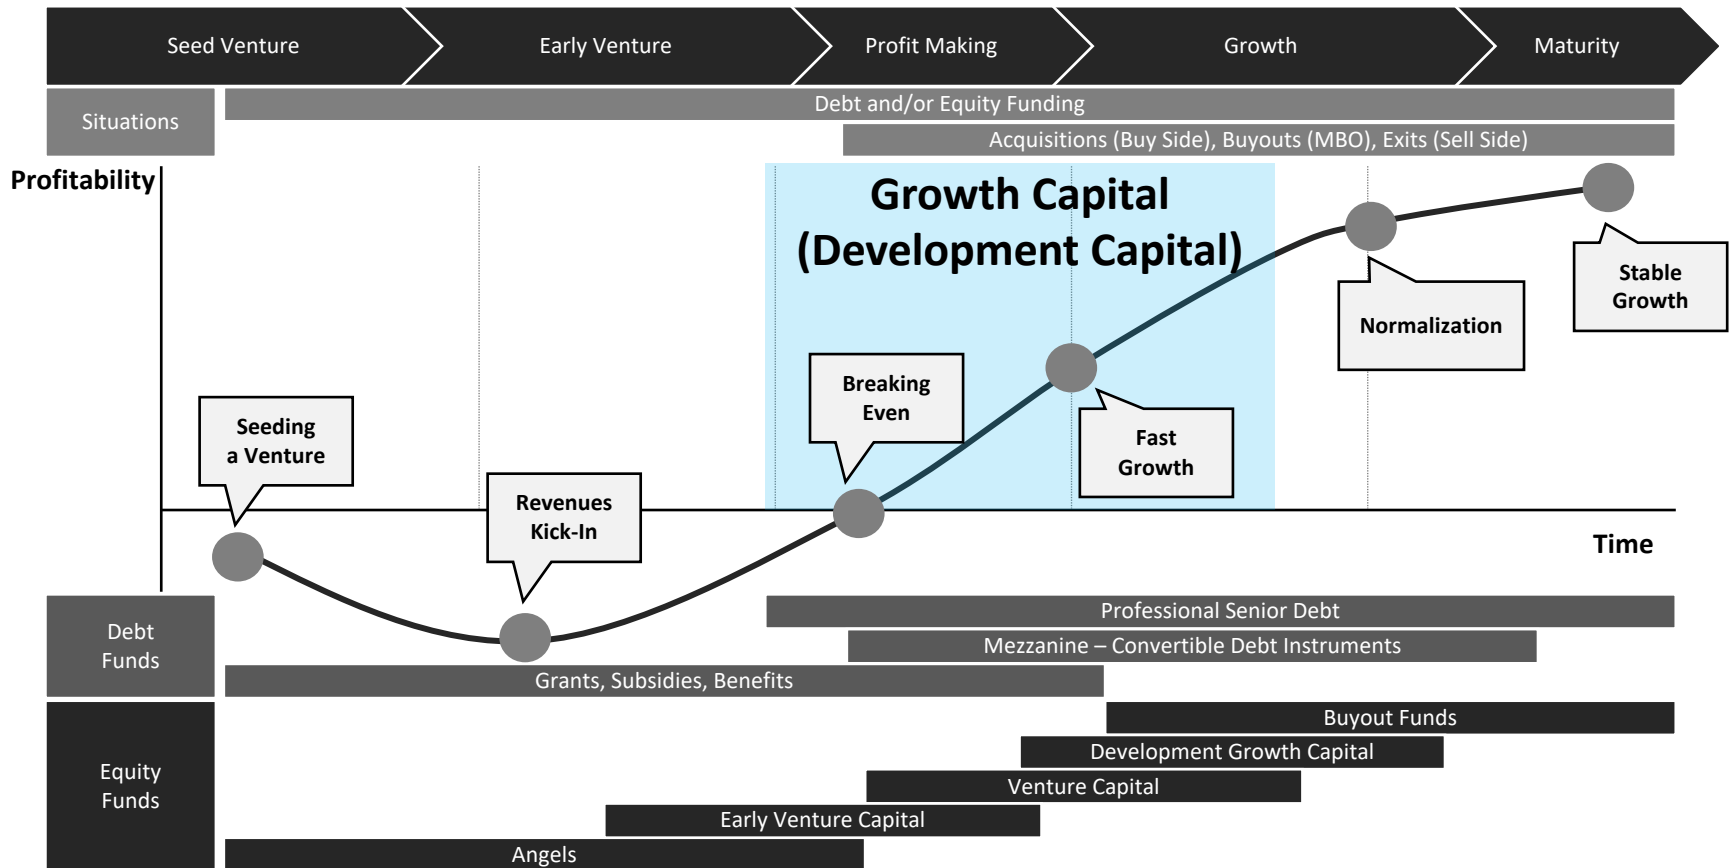 Seed Venture
Early Venture
Profit Making
Growth
Maturity
Situations
Debt and/or Equity Funding
Acquisitions (Buy Side), Buyouts (MBO), Exits (Sell Side)
Profitability
Growth Capital
(Development Capital)
Stable
Growth
Normalization
Breaking
Even
Fast
Growth
Seeding
a Venture
Revenues
Kick-In
Time
Debt
Funds
Professional Senior Debt
Mezzanine – Convertible Debt Instruments
Grants, Subsidies, Benefits
Equity
Funds
Buyout Funds
Development Growth Capital
Venture Capital
Early Venture Capital
Angels